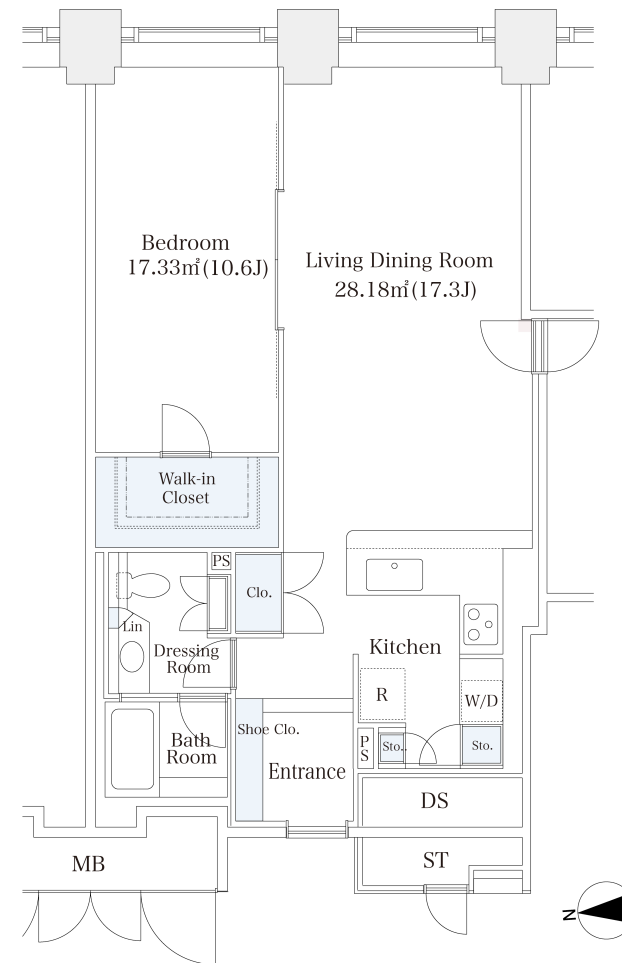 Bedroom
17.33㎡(10.6J)
Living Dining Room
28.18㎡(17.3J)
Walk-in
Closet
PS
Clo.
Lin
Dressing
Room
Kitchen
R
W/D
Shoe Clo.
Bath
Room
Entrance
P
S
Sto.
Sto.
DS
ST
MB
N